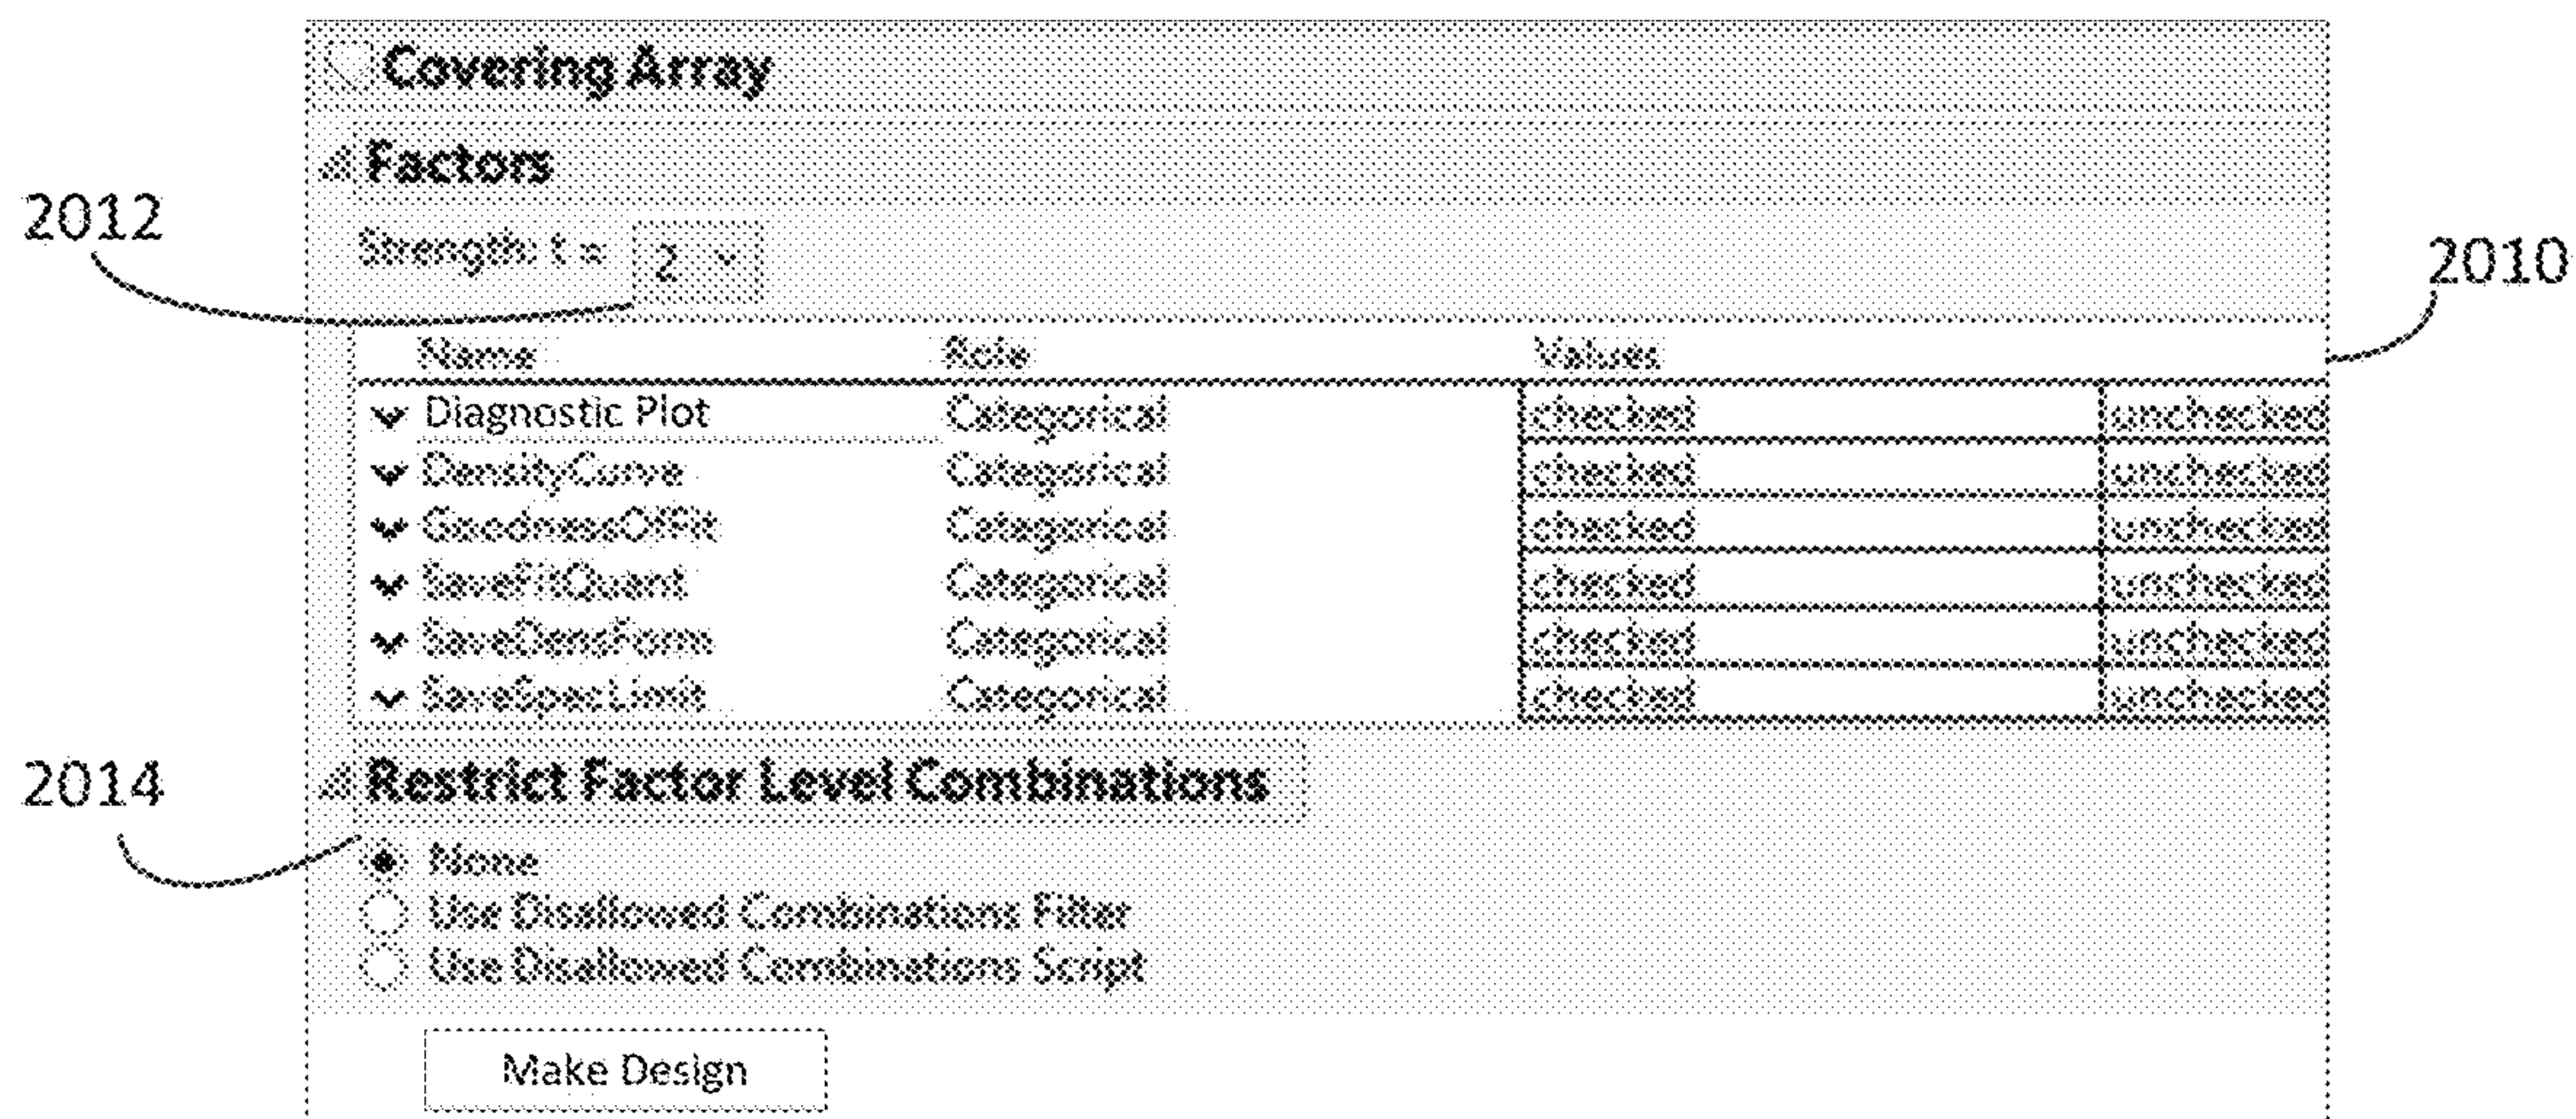 Covering Array
Factors
2012
Strength: t = 2
2010
Name Role Values
Diagnostic Plot Categorical checked unchecked
DensityCurve Categorical checked unchecked
GoodnessOfFit Categorical checked unchecked
SaveFitQuant Categorical checked unchecked
SaveDensForm Categorical checked unchecked
SaveSpecLimit Categorical checked unchecked
2014
Restrict Factor Level Combinations
None
Use Disallowed Combinations Filter
Use Disallowed Combinations Script
Make Design